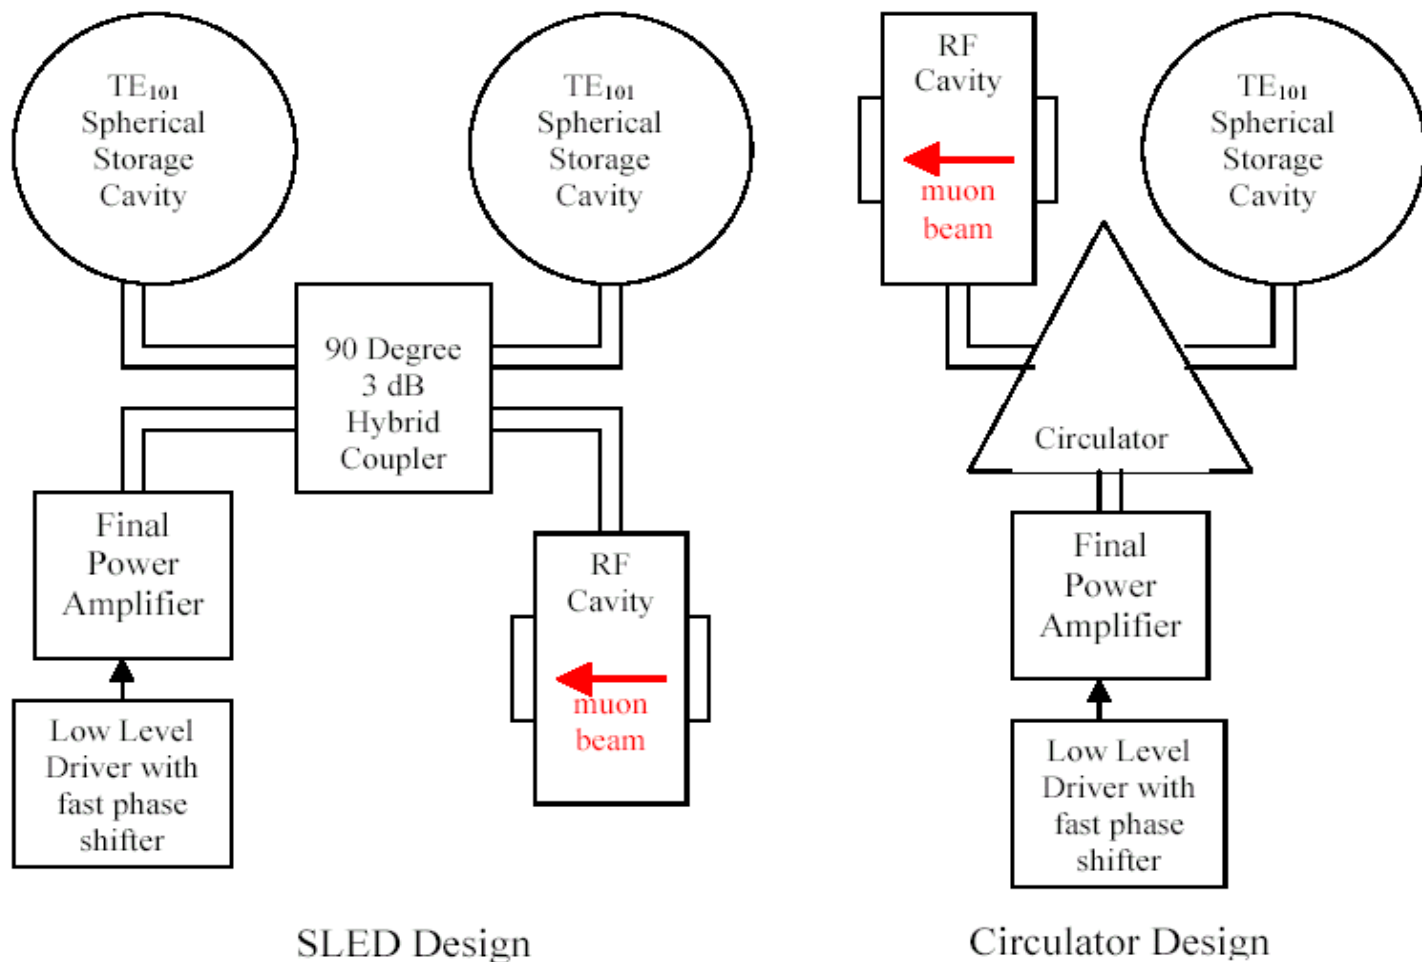 TE101
Spherical
Storage
Cavity
TE101
Spherical
Storage
Cavity
90 Degree
3 dB
Hybrid
Coupler
Final
Power
Amplifier
Low Level
Driver with
fast phase
shifter
RF
Cavity
muon
beam
SLED Design
RF
Cavity
muon
beam
TE101
Spherical
Storage
Cavity
Circulator
Final
Power
Amplifier
Low Level
Driver with
fast phase
shifter
Circulator Design